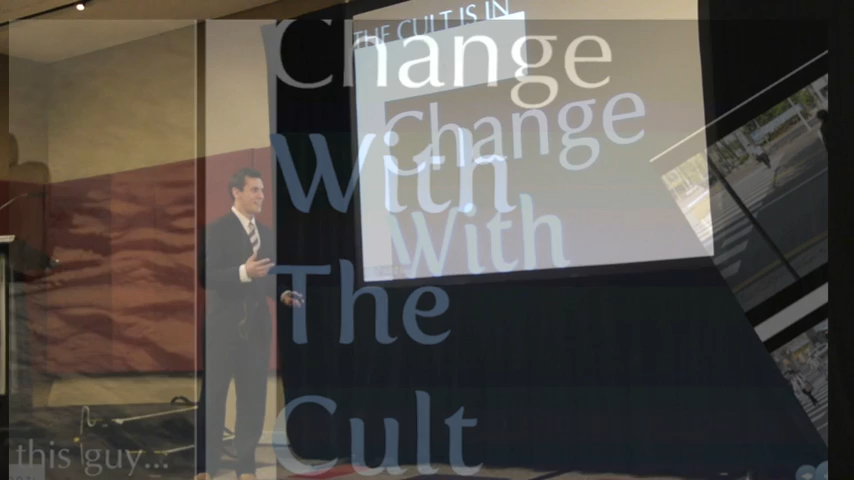 THE CULT IS IN
Change
Change
With
With
The
Cult
this guy...